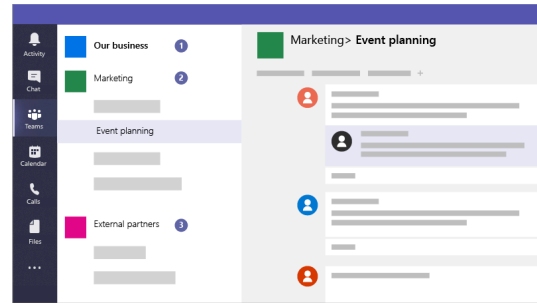 Activity
Chat
Teams
Calendar
Calls
Files
Our business 1
Marketing 2
Event planning
External partners 3
Marketing> Event planning